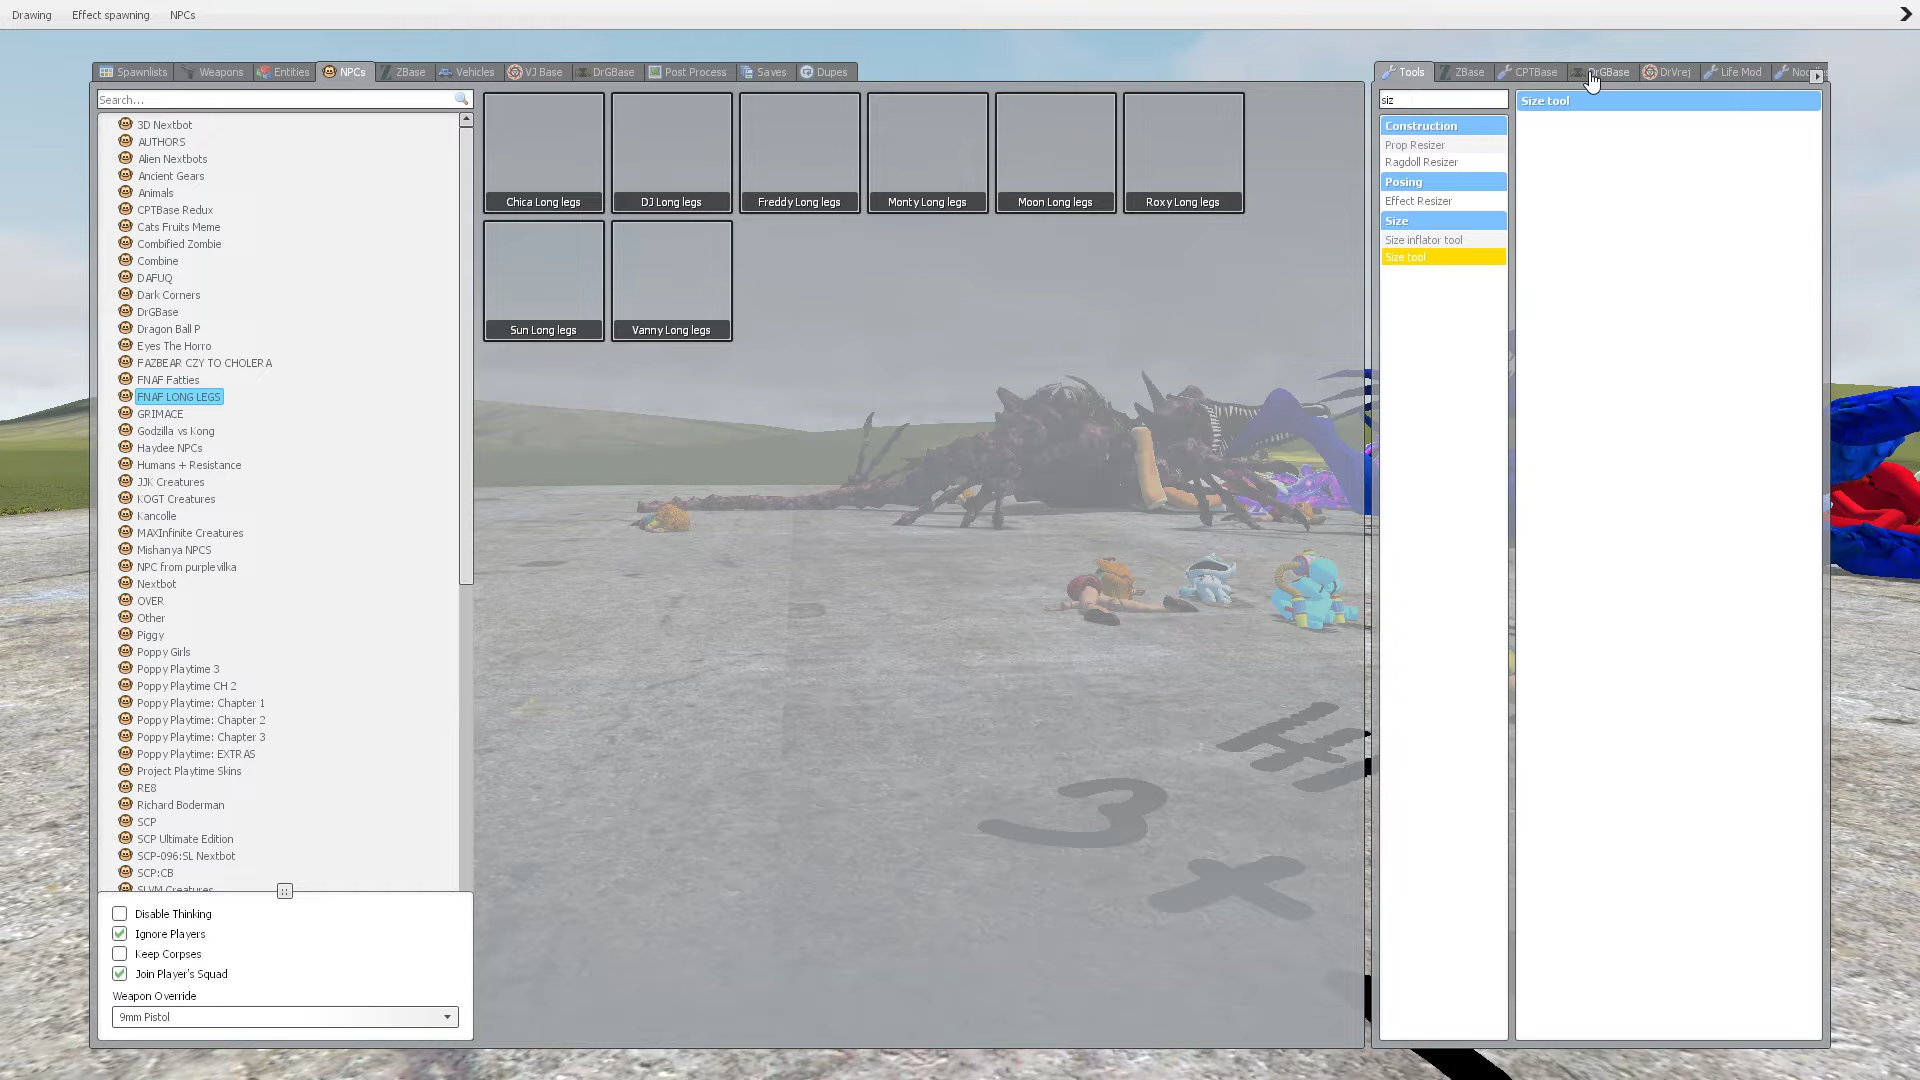 Drawing Effect spawning NPCs
Spawnlists Weapons Entities NPCs ZBase Vehicles VJ Base DrGBase Post Process Saves Dupes
Search...
3D Nextbot
AUTHORS
Alien Nextbots
Ancient Gears
Animals
CPTBase Redux
Cats Fruits Meme
Combified Zombie
Combine
DAFUQ
Dark Corners
DrGBase
Dragon Ball P
Eyes The Horro
FAZBEAR CZY TO CHOLERA
FNAF Fatties
FNAF LONG LEGS
GRIMACE
Godzilla vs Kong
Haydee NPCs
Humans + Resistance
JJK Creatures
KOGT Creatures
Kancolle
MAXInfinite Creatures
Mishanya NPCS
NPC from purplevilka
Nextbot
OVER
Other
Piggy
Poppy Girls
Poppy Playtime 3
Poppy Playtime CH 2
Poppy Playtime: Chapter 1
Poppy Playtime: Chapter 2
Poppy Playtime: Chapter 3
Poppy Playtime: EXTRAS
Project Playtime Skins
RE8
Richard Boderman
SCP
SCP Ultimate Edition
SCP-096:SL Nextbot
SCP:CB
SLVM Creatures
Disable Thinking
Ignore Players
Keep Corpses
Join Player's Squad
Weapon Override
9mm Pistol
Chica Long legs DJ Long legs Freddy Long legs Monty Long legs Moon Long legs Roxy Long legs
Sun Long legs Vanny Long legs
3
x
Tools ZBase CPTBase DrGBase DrVrej Life Mod
siz
Construction
Prop Resizer
Ragdoll Resizer
Posing
Effect Resizer
Size
Size inflator tool
Size tool
Size tool